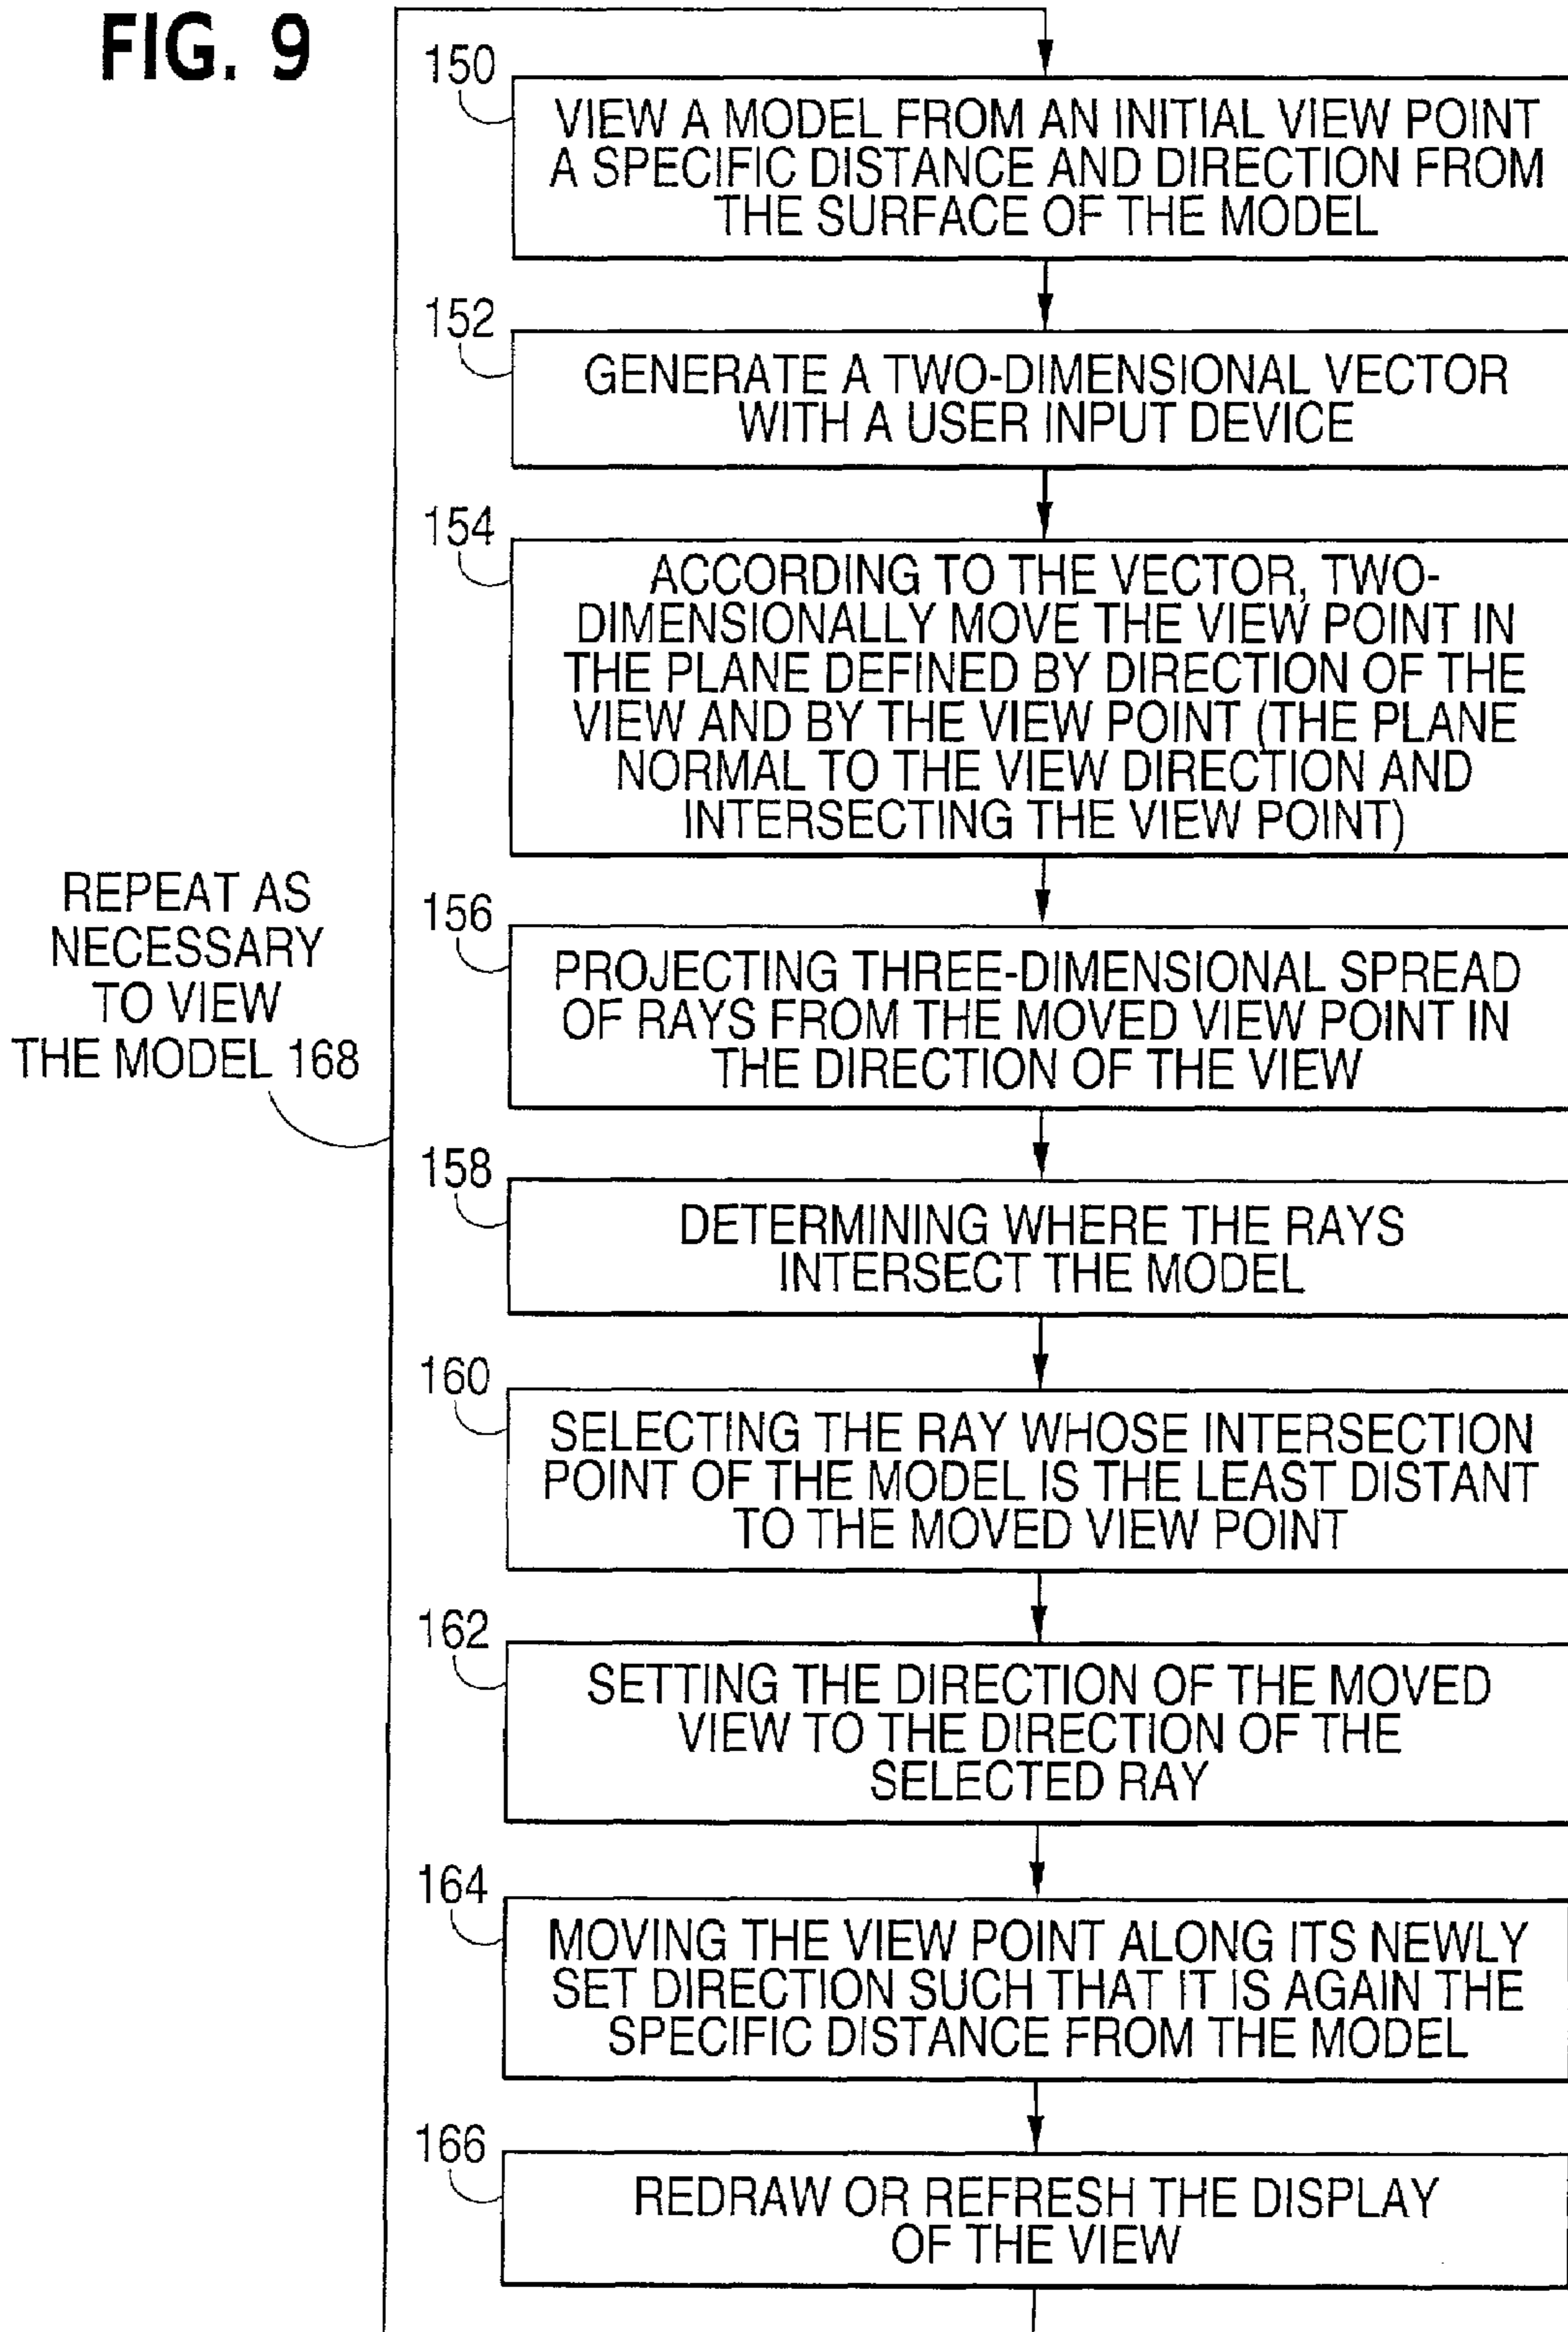 FIG. 9
150
VIEW A MODEL FROM AN INITIAL VIEW POINT
A SPECIFIC DISTANCE AND DIRECTION FROM
THE SURFACE OF THE MODEL
152
GENERATE A TWO-DIMENSIONAL VECTOR
WITH A USER INPUT DEVICE
154
ACCORDING TO THE VECTOR, TWO-
DIMENSIONALLY MOVE THE VIEW POINT IN
THE PLANE DEFINED BY DIRECTION OF THE
VIEW AND BY THE VIEW POINT (THE PLANE
NORMAL TO THE VIEW DIRECTION AND
INTERSECTING THE VIEW POINT)
REPEAT AS
NECESSARY
TO VIEW
THE MODEL 168
156
PROJECTING THREE-DIMENSIONAL SPREAD
OF RAYS FROM THE MOVED VIEW POINT IN
THE DIRECTION OF THE VIEW
158
DETERMINING WHERE THE RAYS
INTERSECT THE MODEL
160
SELECTING THE RAY WHOSE INTERSECTION
POINT OF THE MODEL IS THE LEAST DISTANT
TO THE MOVED VIEW POINT
162
SETTING THE DIRECTION OF THE MOVED
VIEW TO THE DIRECTION OF THE
SELECTED RAY
164
MOVING THE VIEW POINT ALONG ITS NEWLY
SET DIRECTION SUCH THAT IT IS AGAIN THE
SPECIFIC DISTANCE FROM THE MODEL
166
REDRAW OR REFRESH THE DISPLAY
OF THE VIEW